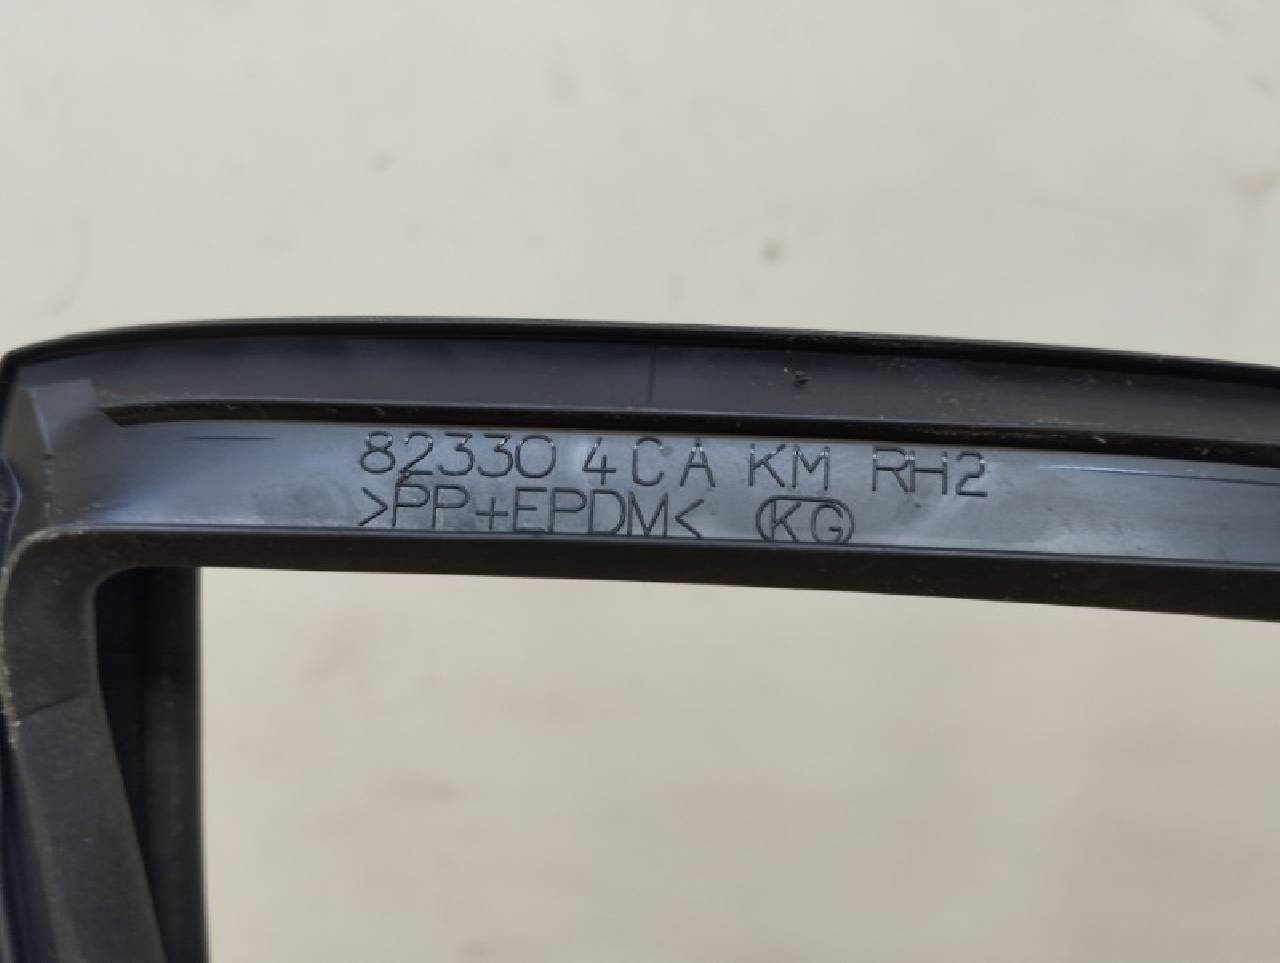 82330 4CA KM RH2
>PP+EPDM< KG